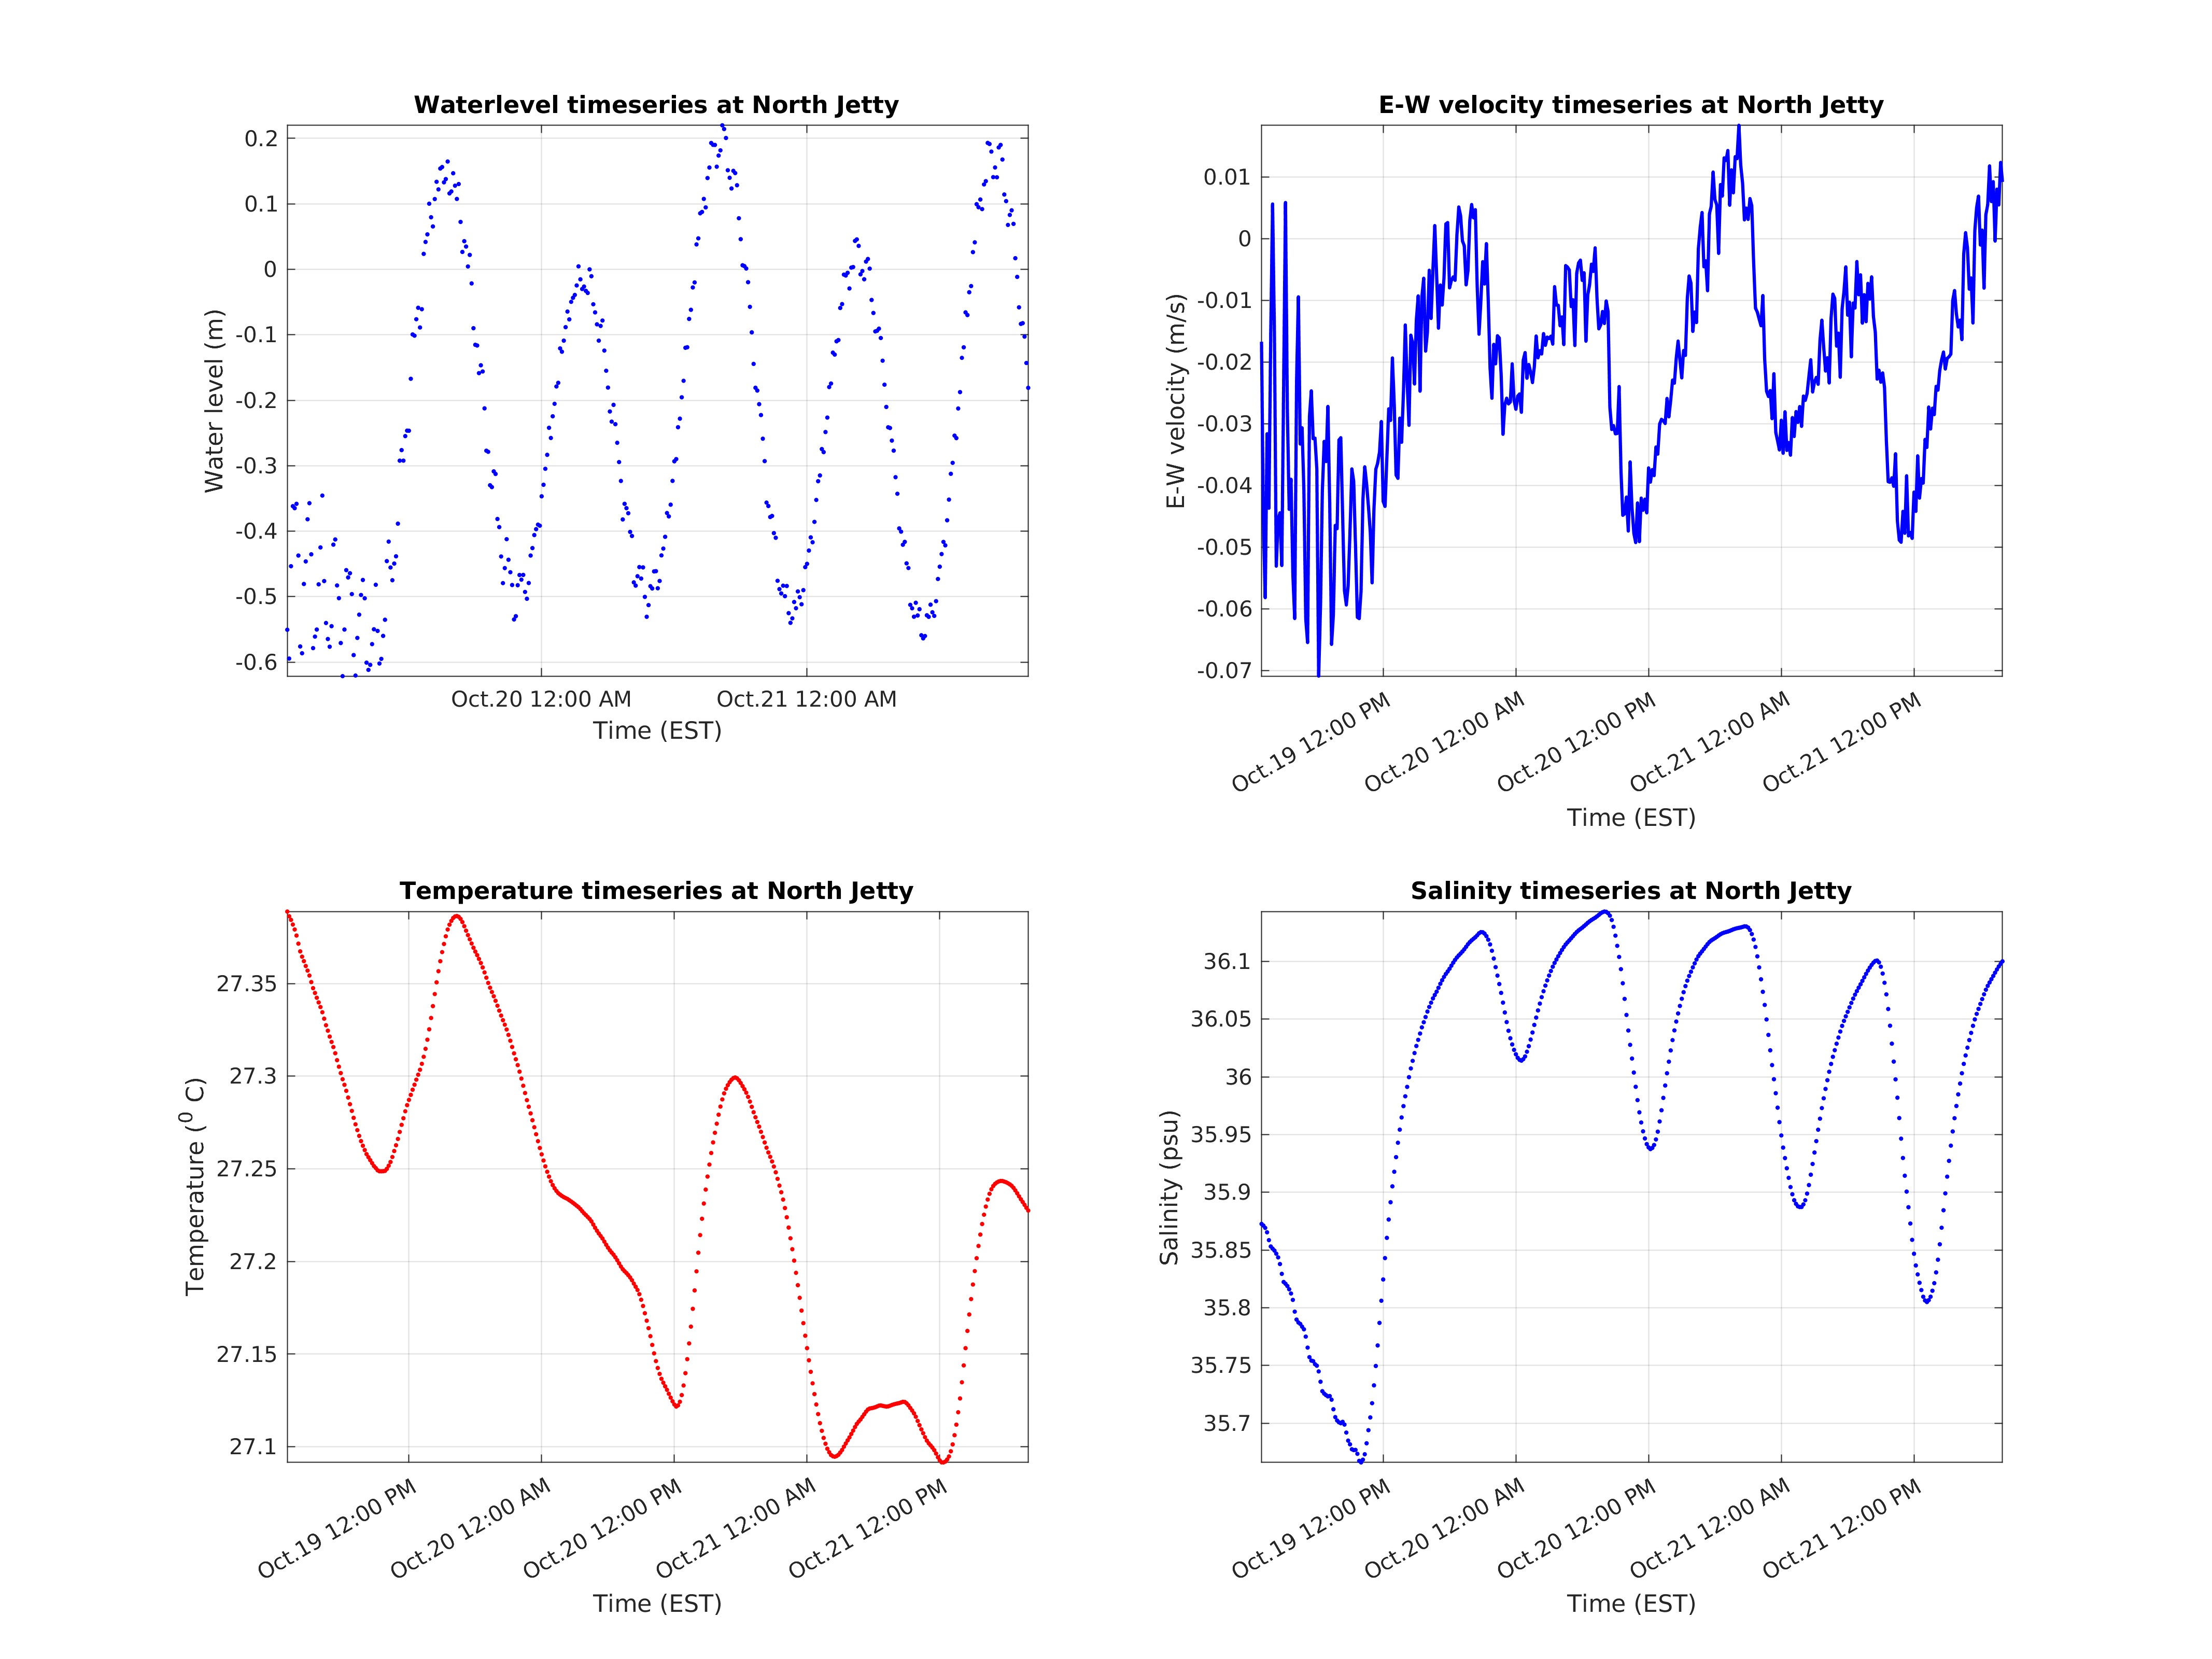 Waterlevel timeseries at North Jetty
0.2
0.1
0
-0.1
-0.2
-0.3
-0.4
-0.5
-0.6
Water level (m)
Oct.20 12:00 AM
Oct.21 12:00 AM
Time (EST)
E-W velocity timeseries at North Jetty
0.01
0
-0.01
-0.02
-0.03
-0.04
-0.05
-0.06
-0.07
E-W velocity (m/s)
Oct.19 12:00 PM
Oct.20 12:00 AM
Oct.20 12:00 PM
Oct.21 12:00 AM
Oct.21 12:00 PM
Time (EST)
Temperature timeseries at North Jetty
27.35
27.3
27.25
27.2
27.15
27.1
Temperature (⁰ C)
Oct.19 12:00 PM
Oct.20 12:00 AM
Oct.20 12:00 PM
Oct.21 12:00 AM
Oct.21 12:00 PM
Time (EST)
Salinity timeseries at North Jetty
36.1
36.05
36
35.95
35.9
35.85
35.8
35.75
35.7
Salinity (psu)
Oct.19 12:00 PM
Oct.20 12:00 AM
Oct.20 12:00 PM
Oct.21 12:00 AM
Oct.21 12:00 PM
Time (EST)